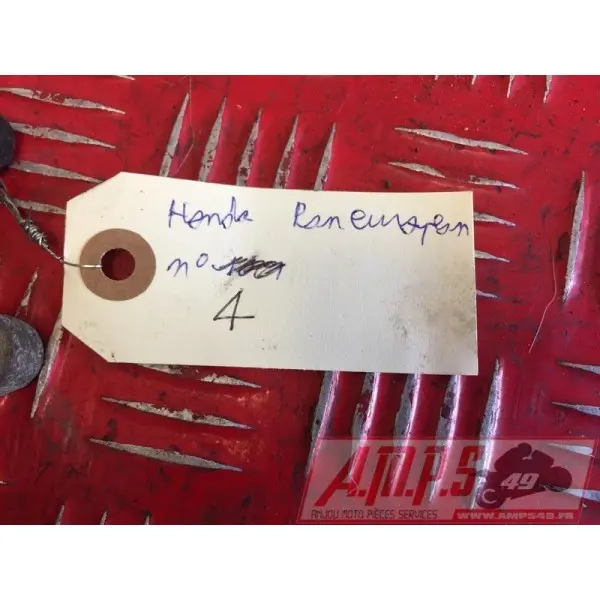 Honda Paneuropean
n°
4
A.M.P.S 49
ANJOU MOTO PIÈCES SERVICES
WWW.AMPS49.FR